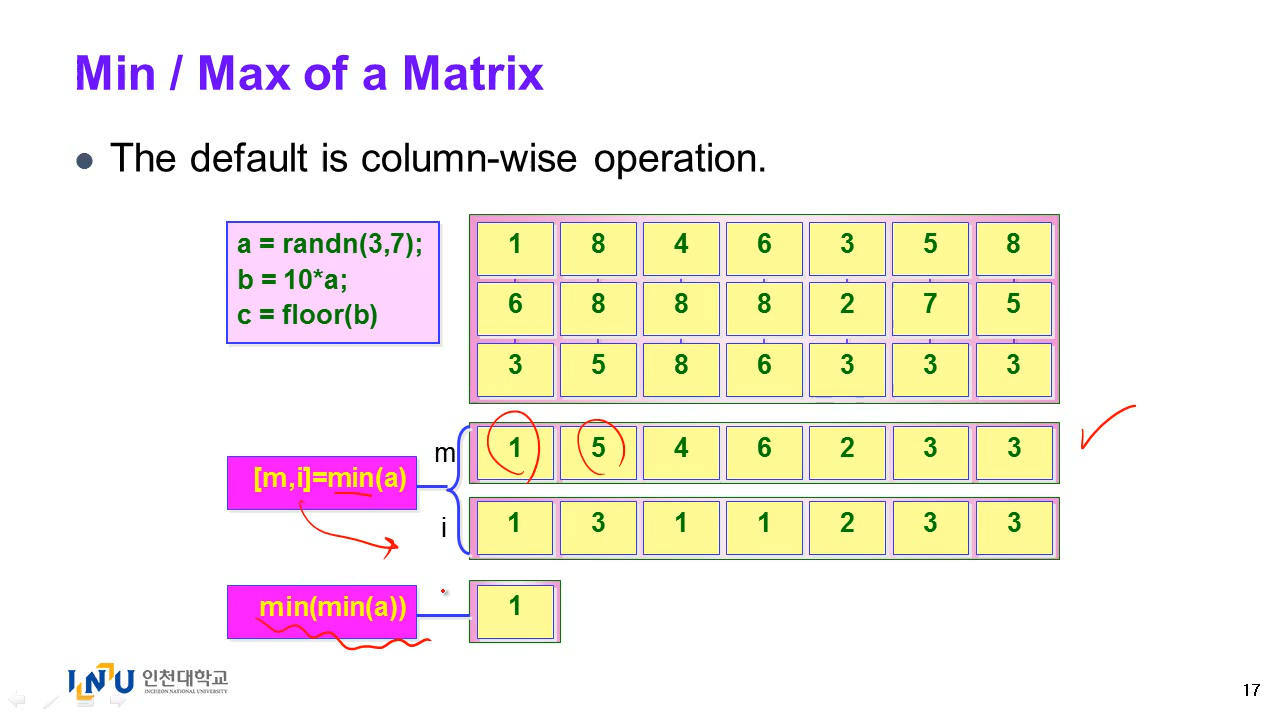 Min / Max of a Matrix
The default is column-wise operation.
a = randn(3,7);
b = 10*a;
c = floor(b)
1 8 4 6 3 5 8
6 8 8 8 2 7 5
3 5 8 6 3 3 3
[m,i]=min(a)
m
1 5 4 6 2 3 3
i
1 3 1 1 2 3 3
min(min(a))
1
INU 인천대학교
INCHEON NATIONAL UNIVERSITY
17